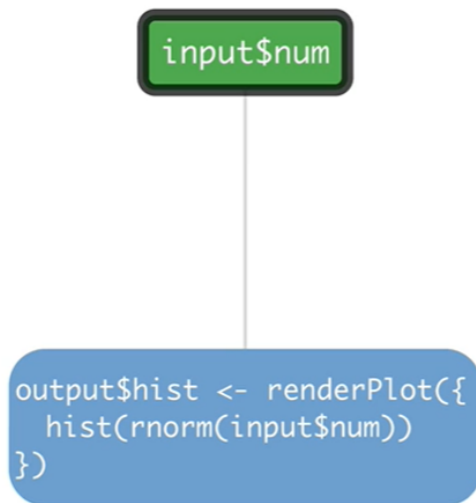 input$num
output$hist <- renderPlot({
  hist(rnorm(input$num))
})